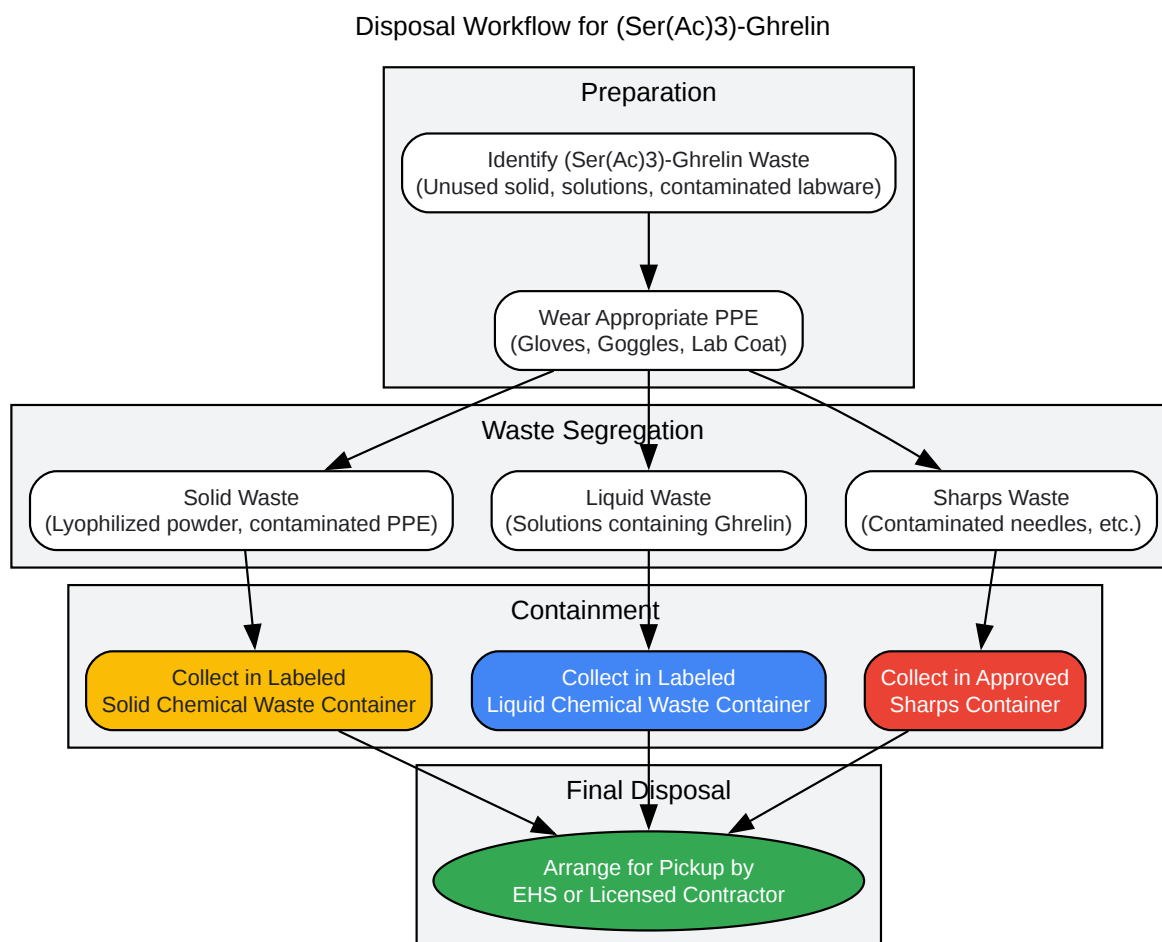 Disposal Workflow for (Ser(Ac)3)-Ghrelin
Preparation
Identify (Ser(Ac)3)-Ghrelin Waste
(Unused solid, solutions, contaminated labware)
Wear Appropriate PPE
(Gloves, Goggles, Lab Coat)
Waste Segregation
Solid Waste
(Lyophilized powder, contaminated PPE)
Liquid Waste
(Solutions containing Ghrelin)
Sharps Waste
(Contaminated needles, etc.)
Containment
Collect in Labeled
Solid Chemical Waste Container
Collect in Labeled
Liquid Chemical Waste Container
Collect in Approved
Sharps Container
Final Disposal
Arrange for Pickup by
EHS or Licensed Contractor